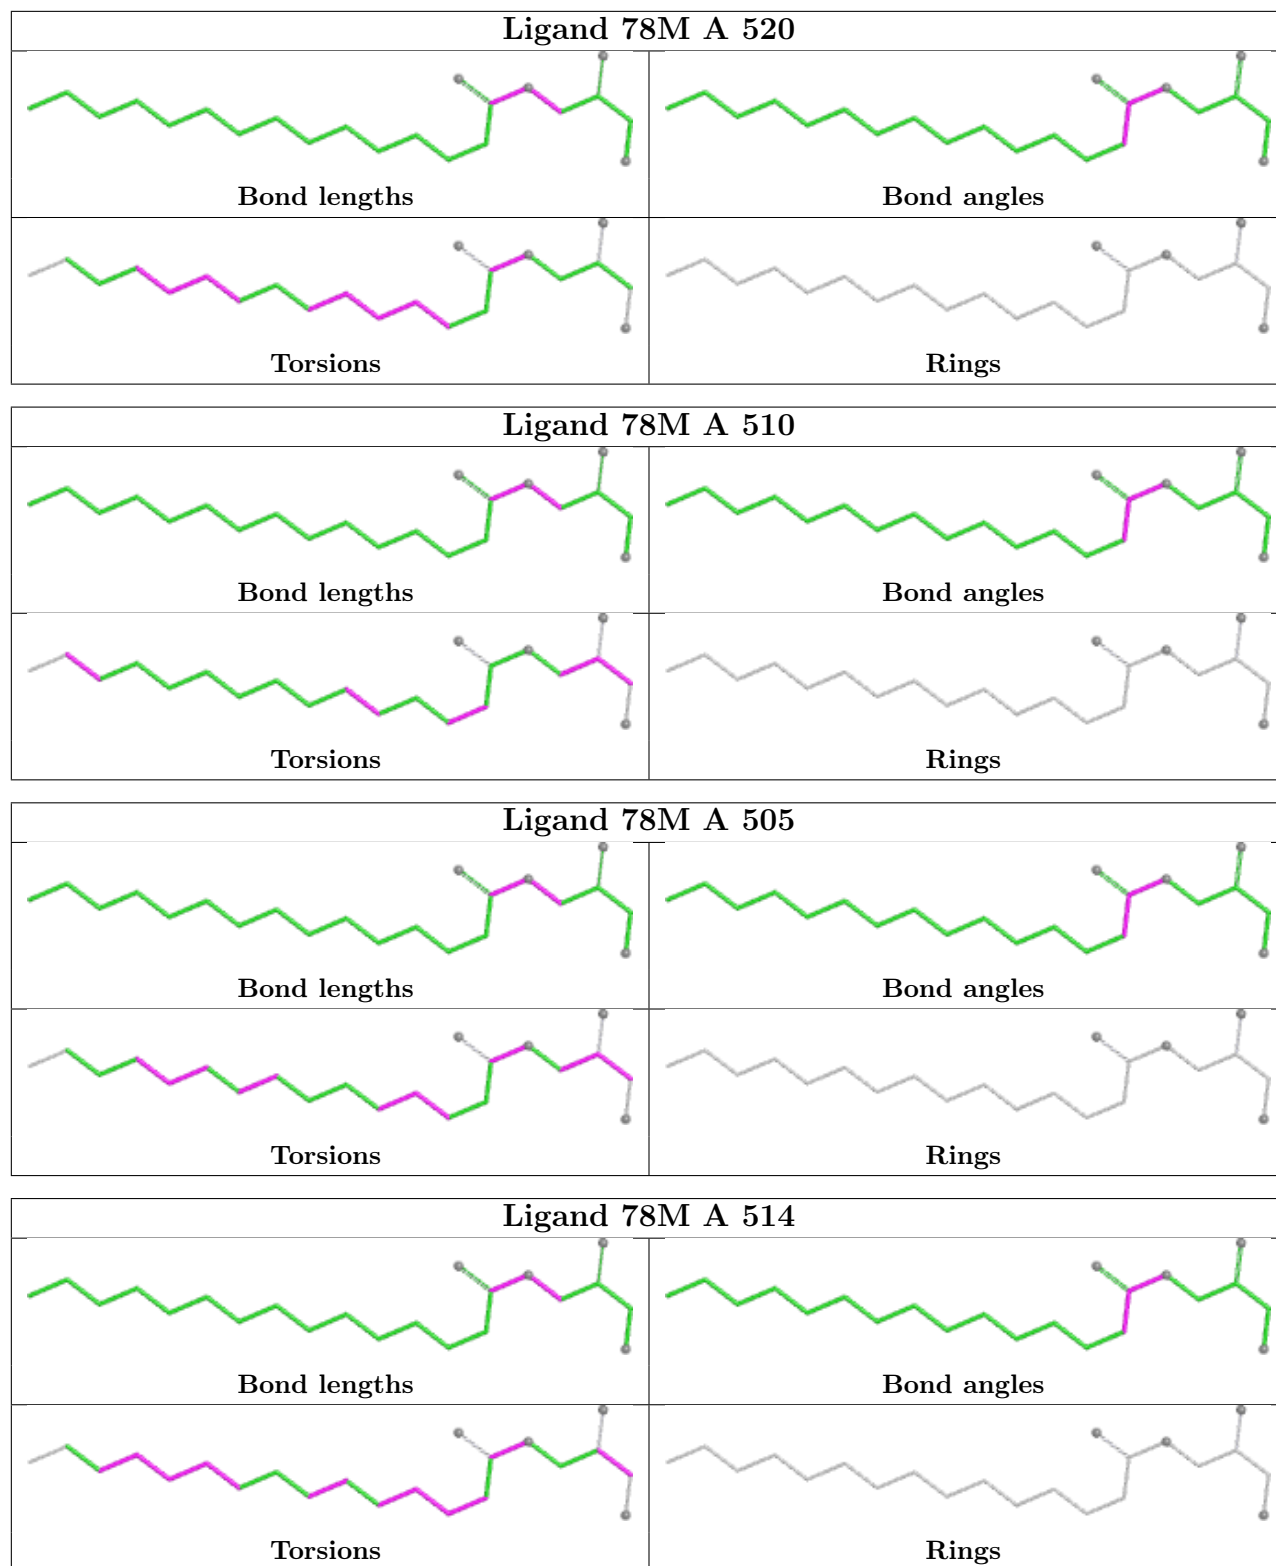 Ligand 78M A 520
Bond lengths
Bond angles
Torsions
Rings
Ligand 78M A 510
Bond lengths
Bond angles
Torsions
Rings
Ligand 78M A 505
Bond lengths
Bond angles
Torsions
Rings
Ligand 78M A 514
Bond lengths
Bond angles
Torsions
Rings